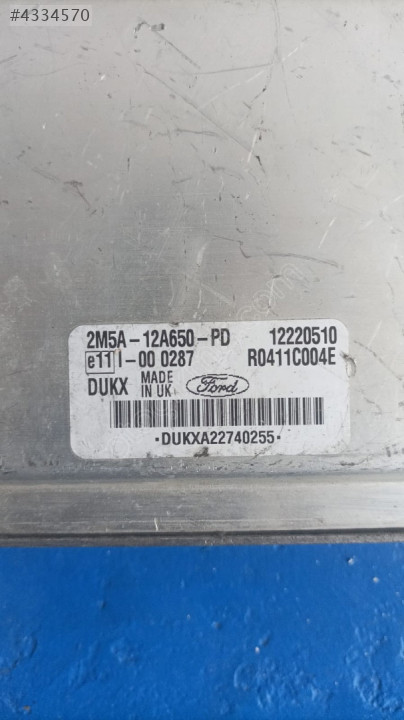 #4334570
2M5A-12A650-PD 12220510
e11 I-00 0287 R0411C004E
DUKX MADE IN UK Ford
·DUKXA22740255·